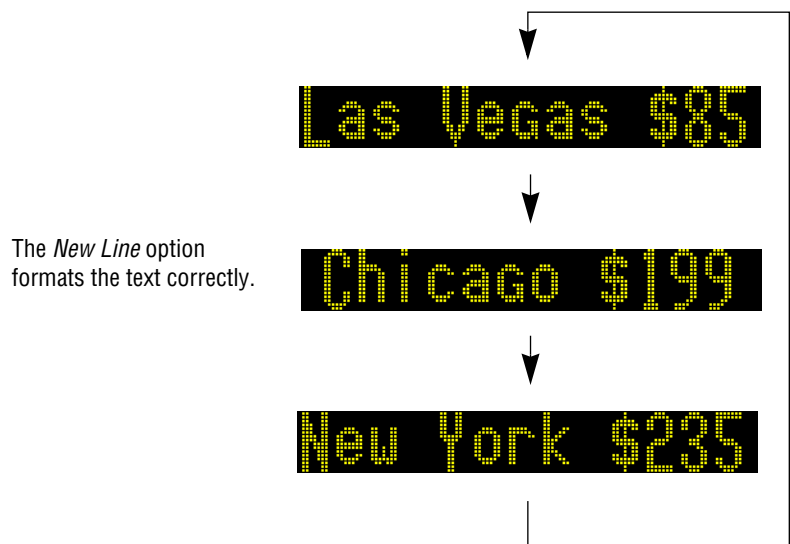 Las Vegas $85
The New Line option
formats the text correctly.
Chicago $199
New York $235